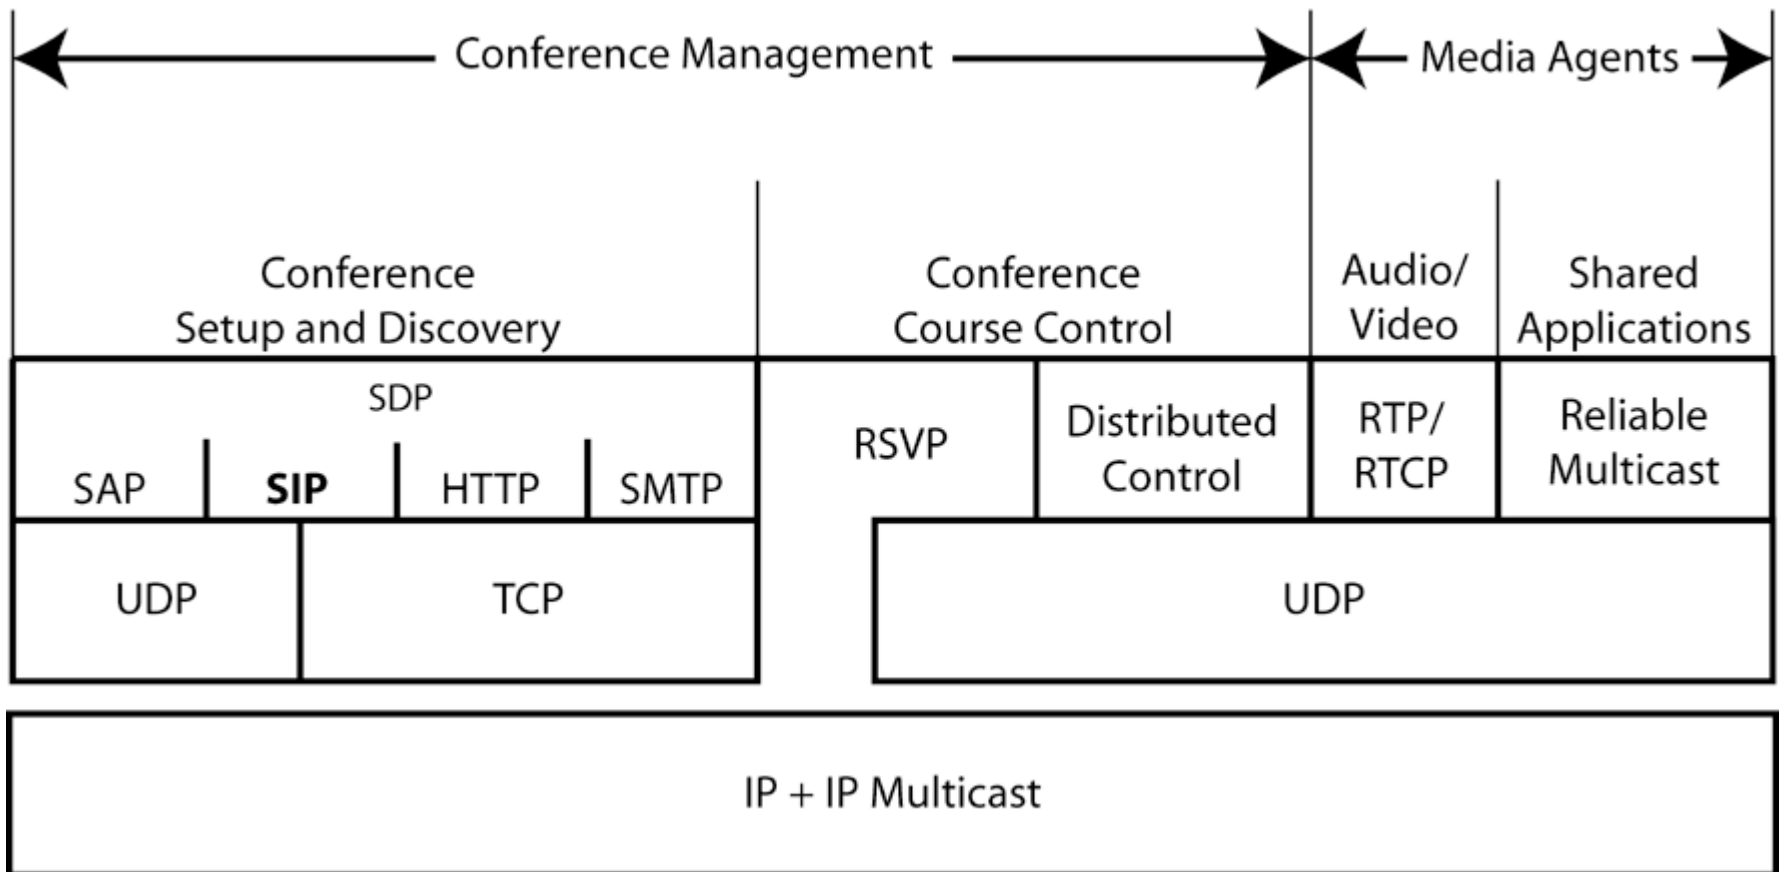 Conference Management
Media Agents
Conference
Setup and Discovery
Conference
Course Control
Audio/
Video
Shared
Applications
SDP
SAP
SIP
HTTP
SMTP
RSVP
Distributed
Control
RTP/
RTCP
Reliable
Multicast
UDP
TCP
UDP
IP + IP Multicast